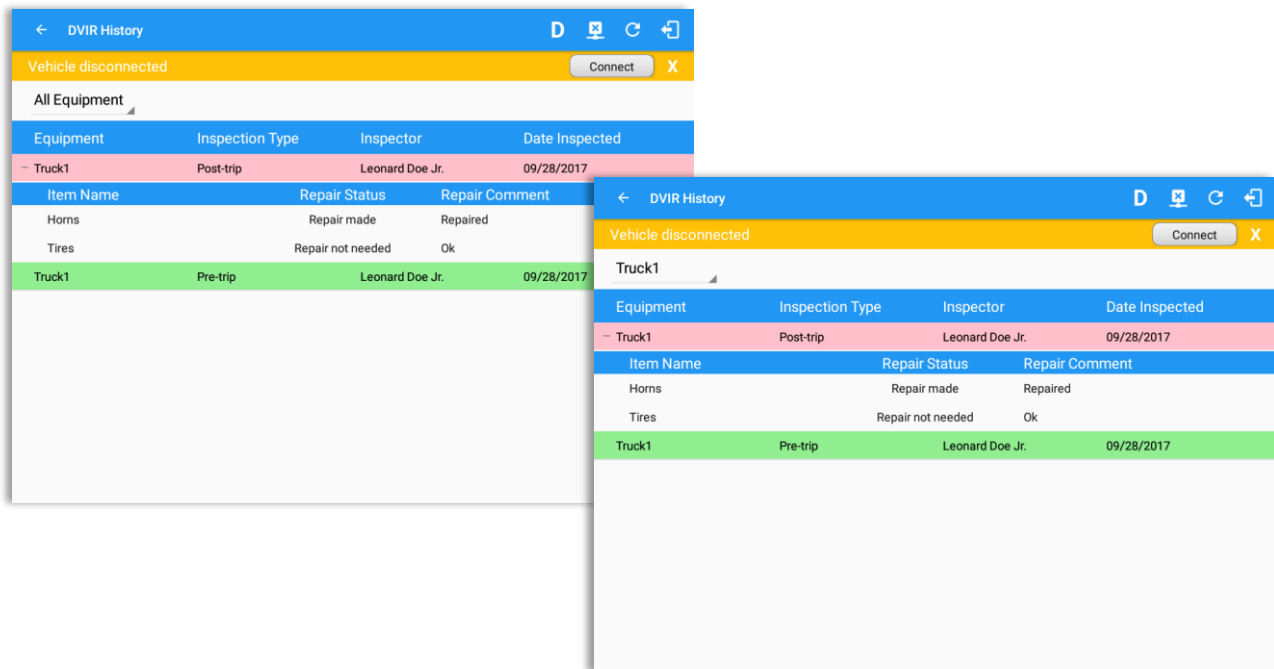 DVIR History D
Vehicle disconnected Connect X
All Equipment
Equipment Inspection Type Inspector Date Inspected
– Truck1 Post-trip Leonard Doe Jr. 09/28/2017
Item Name Repair Status Repair Comment
Horns Repair made Repaired
Tires Repair not needed Ok
Truck1 Pre-trip Leonard Doe Jr. 09/28/2017
DVIR History D
Vehicle disconnected Connect X
Truck1
Equipment Inspection Type Inspector Date Inspected
– Truck1 Post-trip Leonard Doe Jr. 09/28/2017
Item Name Repair Status Repair Comment
Horns Repair made Repaired
Tires Repair not needed Ok
Truck1 Pre-trip Leonard Doe Jr. 09/28/2017